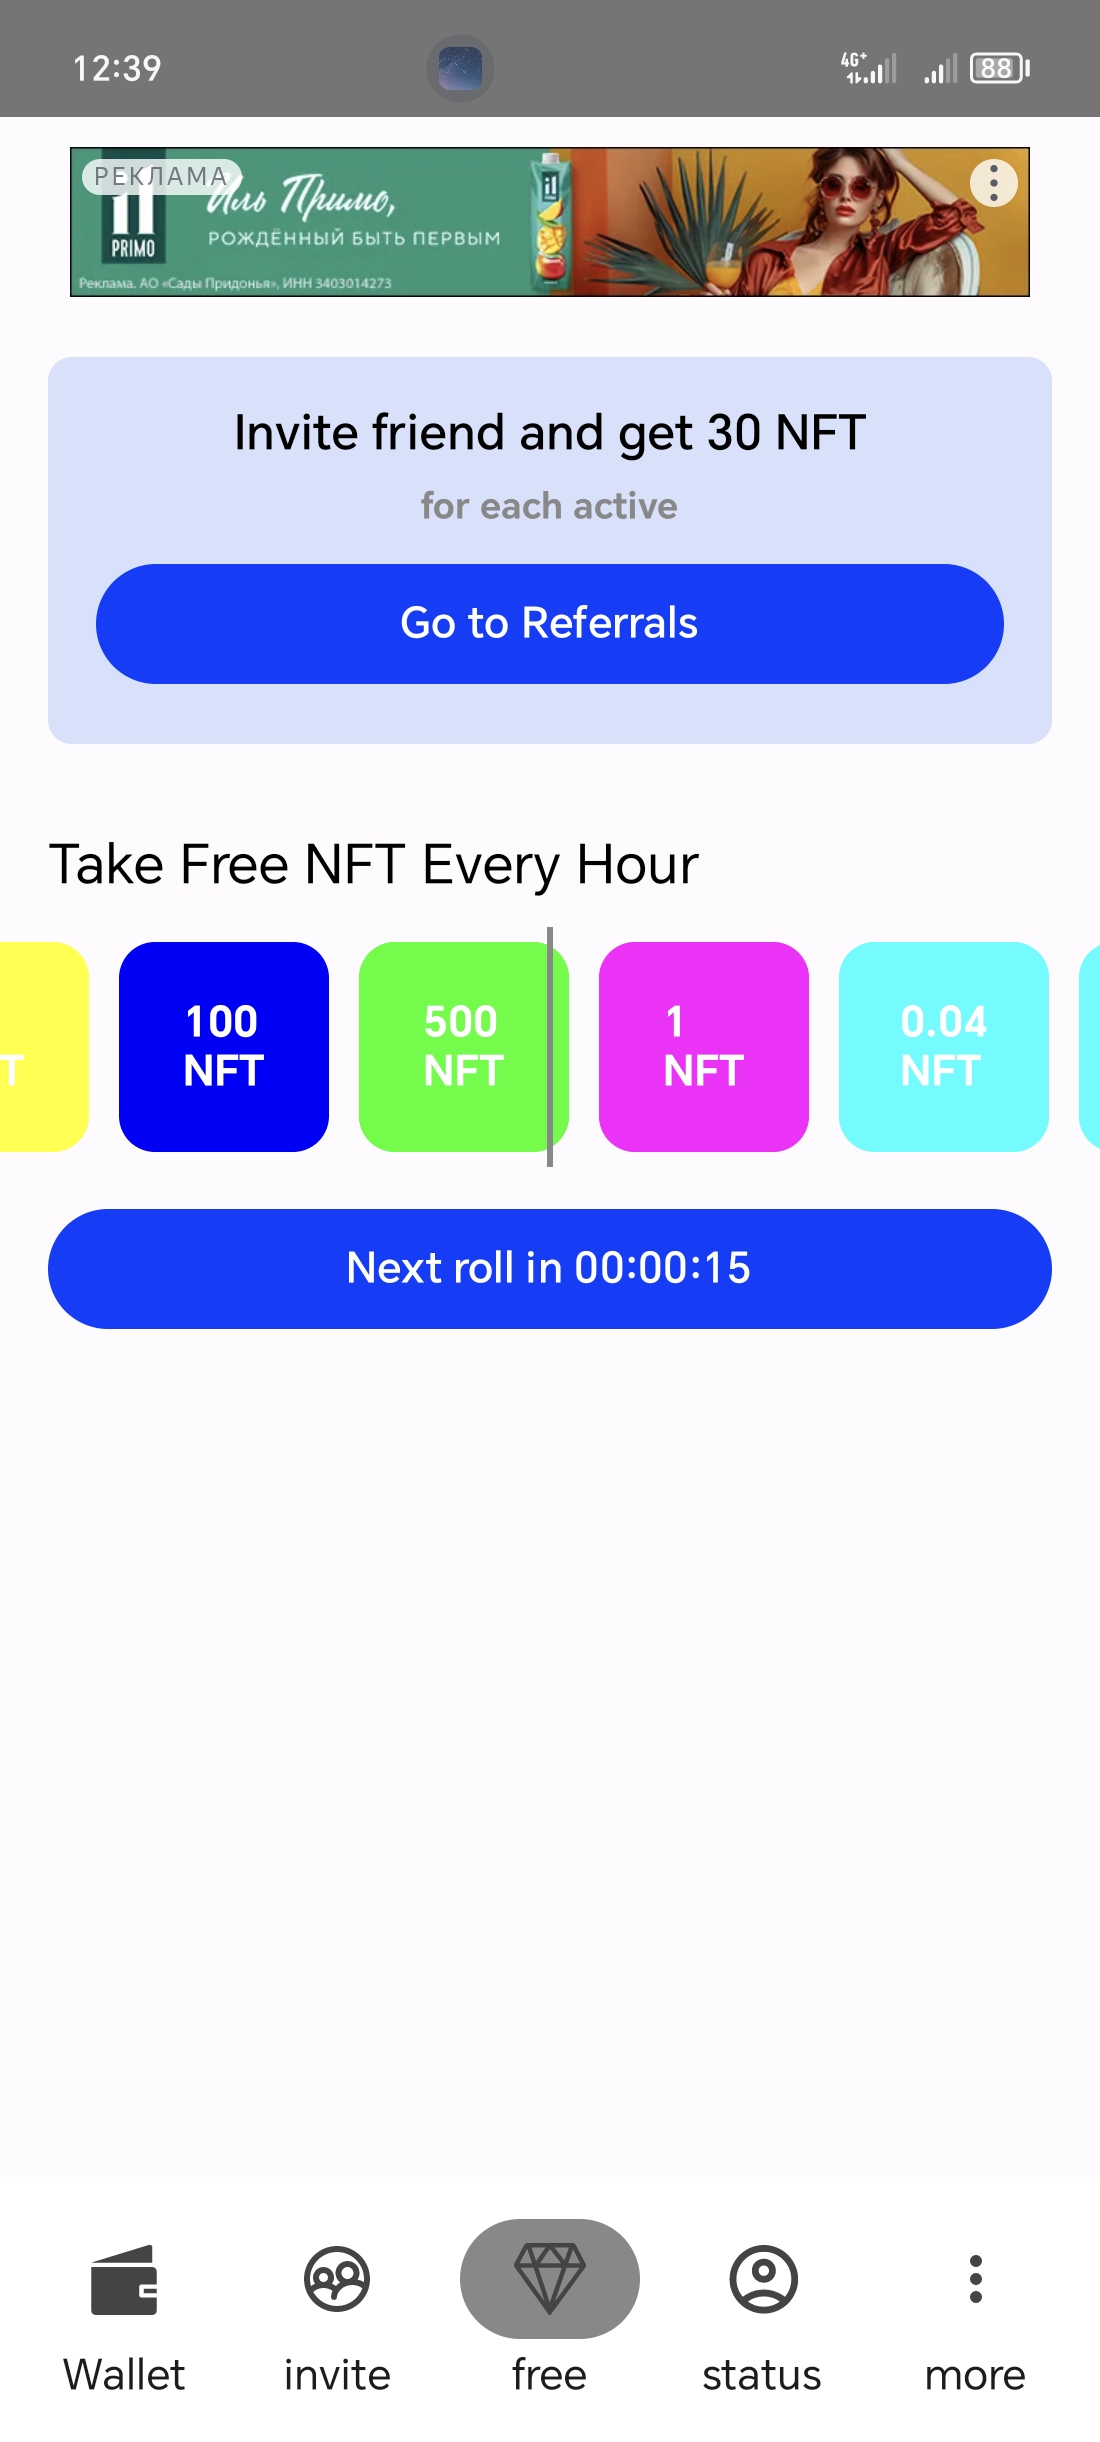 12:39
4G+
88
РЕКЛАМА
il
PRIMO
Иль Примо,
РОЖДЁННЫЙ БЫТЬ ПЕРВЫМ
Реклама. АО «Сады Придонья», ИНН 3403014273
il
Invite friend and get 30 NFT
for each active
Go to Referrals
Take Free NFT Every Hour
T
100
NFT
500
NFT
1
NFT
0.04
NFT
Next roll in 00:00:15
Wallet
invite
free
status
more